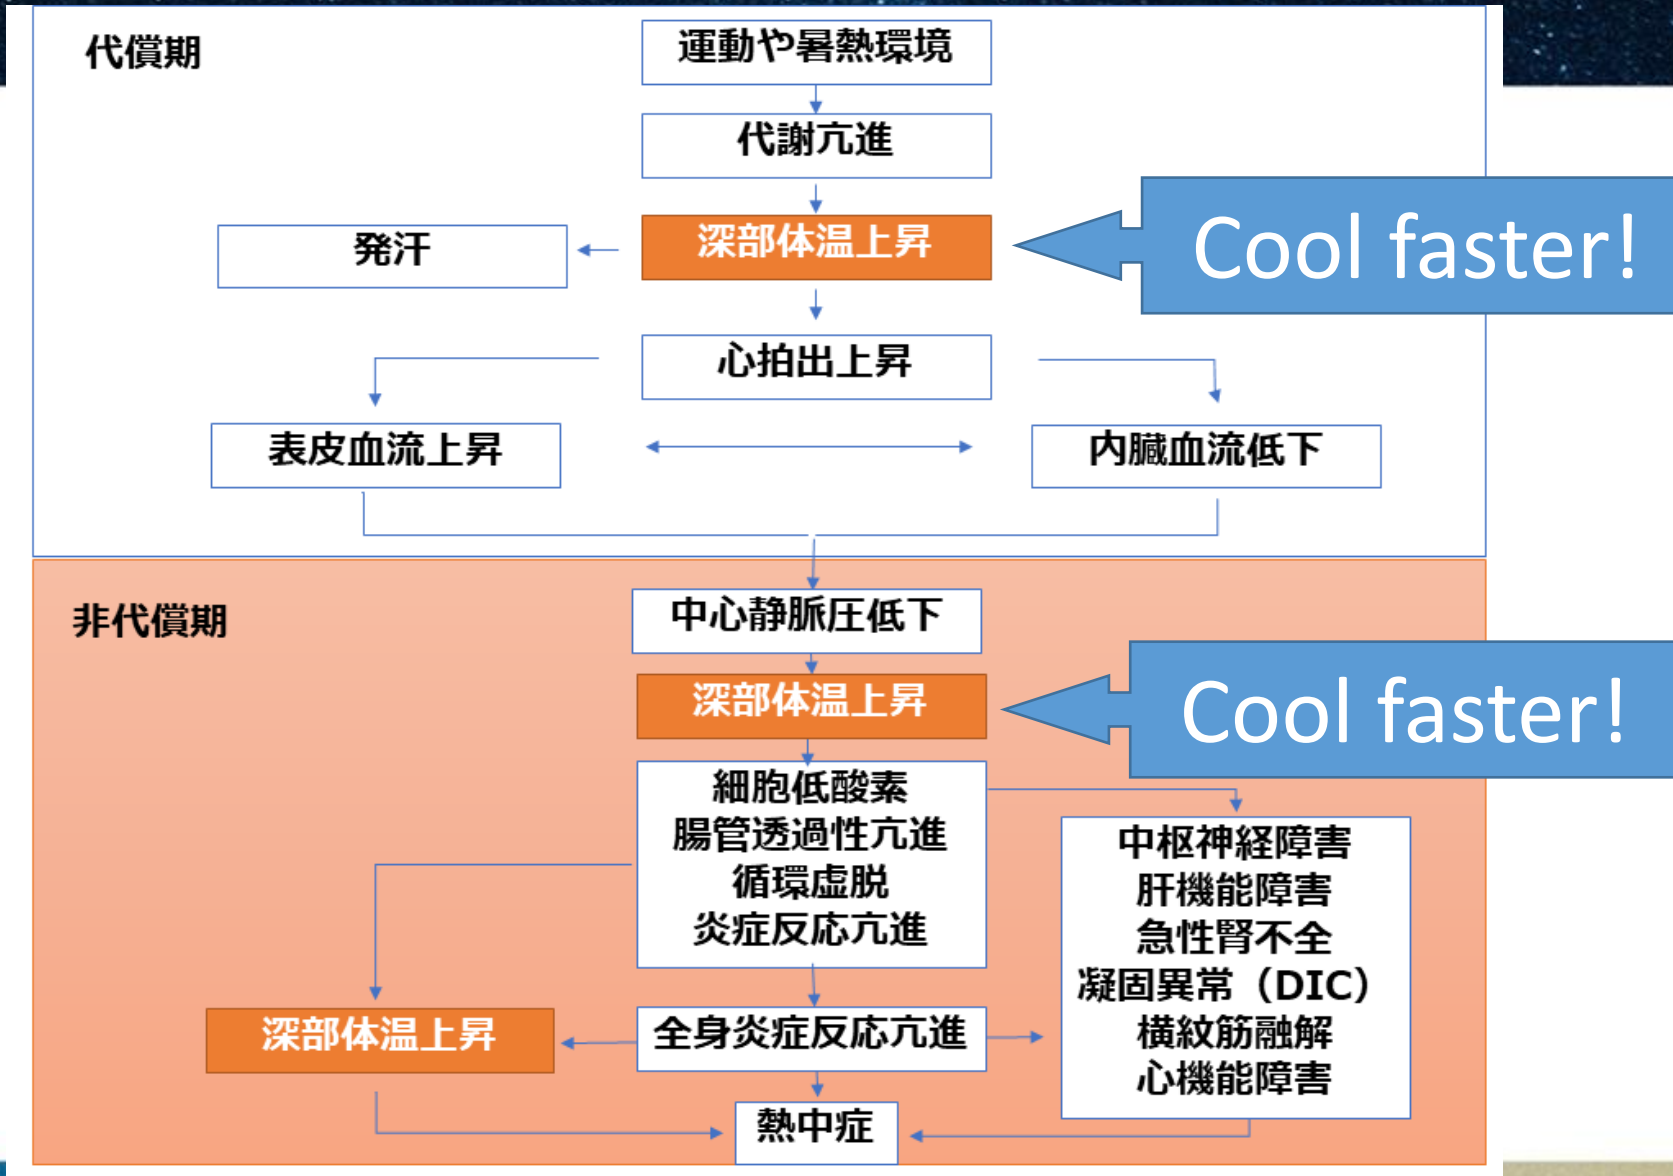 代償期
運動や暑熱環境
代謝亢進
発汗
深部体温上昇
Cool faster!
心拍出上昇
表皮血流上昇
内臓血流低下
非代償期
中心静脈圧低下
深部体温上昇
Cool faster!
細胞低酸素
腸管透過性亢進
循環虚脱
炎症反応亢進
中枢神経障害
肝機能障害
急性腎不全
凝固異常（DIC）
横紋筋融解
心機能障害
深部体温上昇
全身炎症反応亢進
熱中症